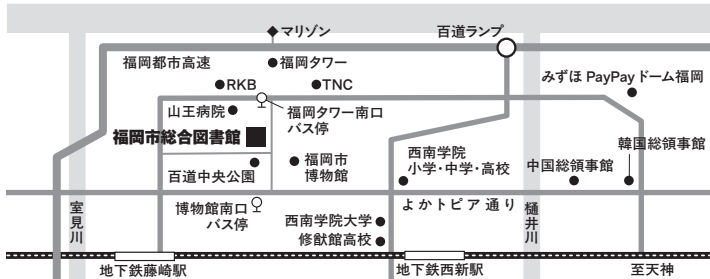 マリゾン
百道ランプ
福岡都市高速
福岡タワー
みずほ PayPayドーム福岡
RKB
TNC
山王病院
福岡タワー南口
バス停
福岡市総合図書館
韓国総領事館
福岡市
博物館
西南学院
小学・中学・高校
中国総領事館
百道中央公園
室見川
博物館南口
バス停
よかトピア通り
樋井川
西南学院大学
修猷館高校
地下鉄藤崎駅
地下鉄西新駅
至天神